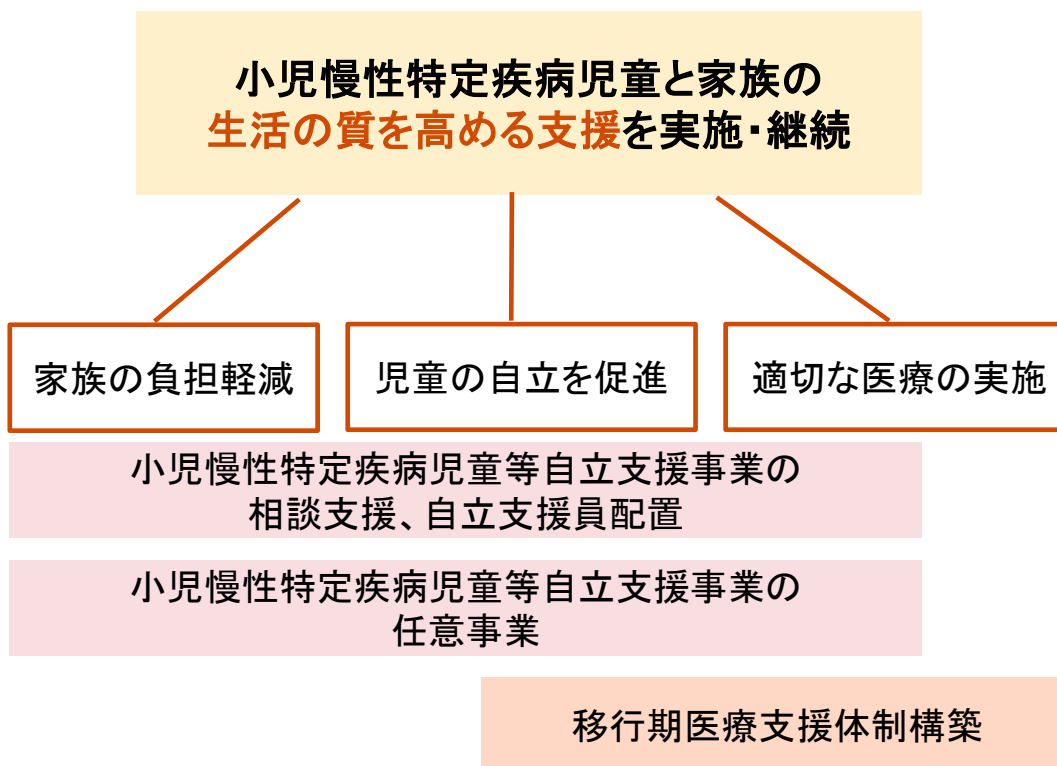 小児慢性特定疾病児童と家族の
生活の質を高める支援を実施・継続
家族の負担軽減
児童の自立を促進
適切な医療の実施
小児慢性特定疾病児童等自立支援事業の
相談支援、自立支援員配置
小児慢性特定疾病児童等自立支援事業の
任意事業
移行期医療支援体制構築